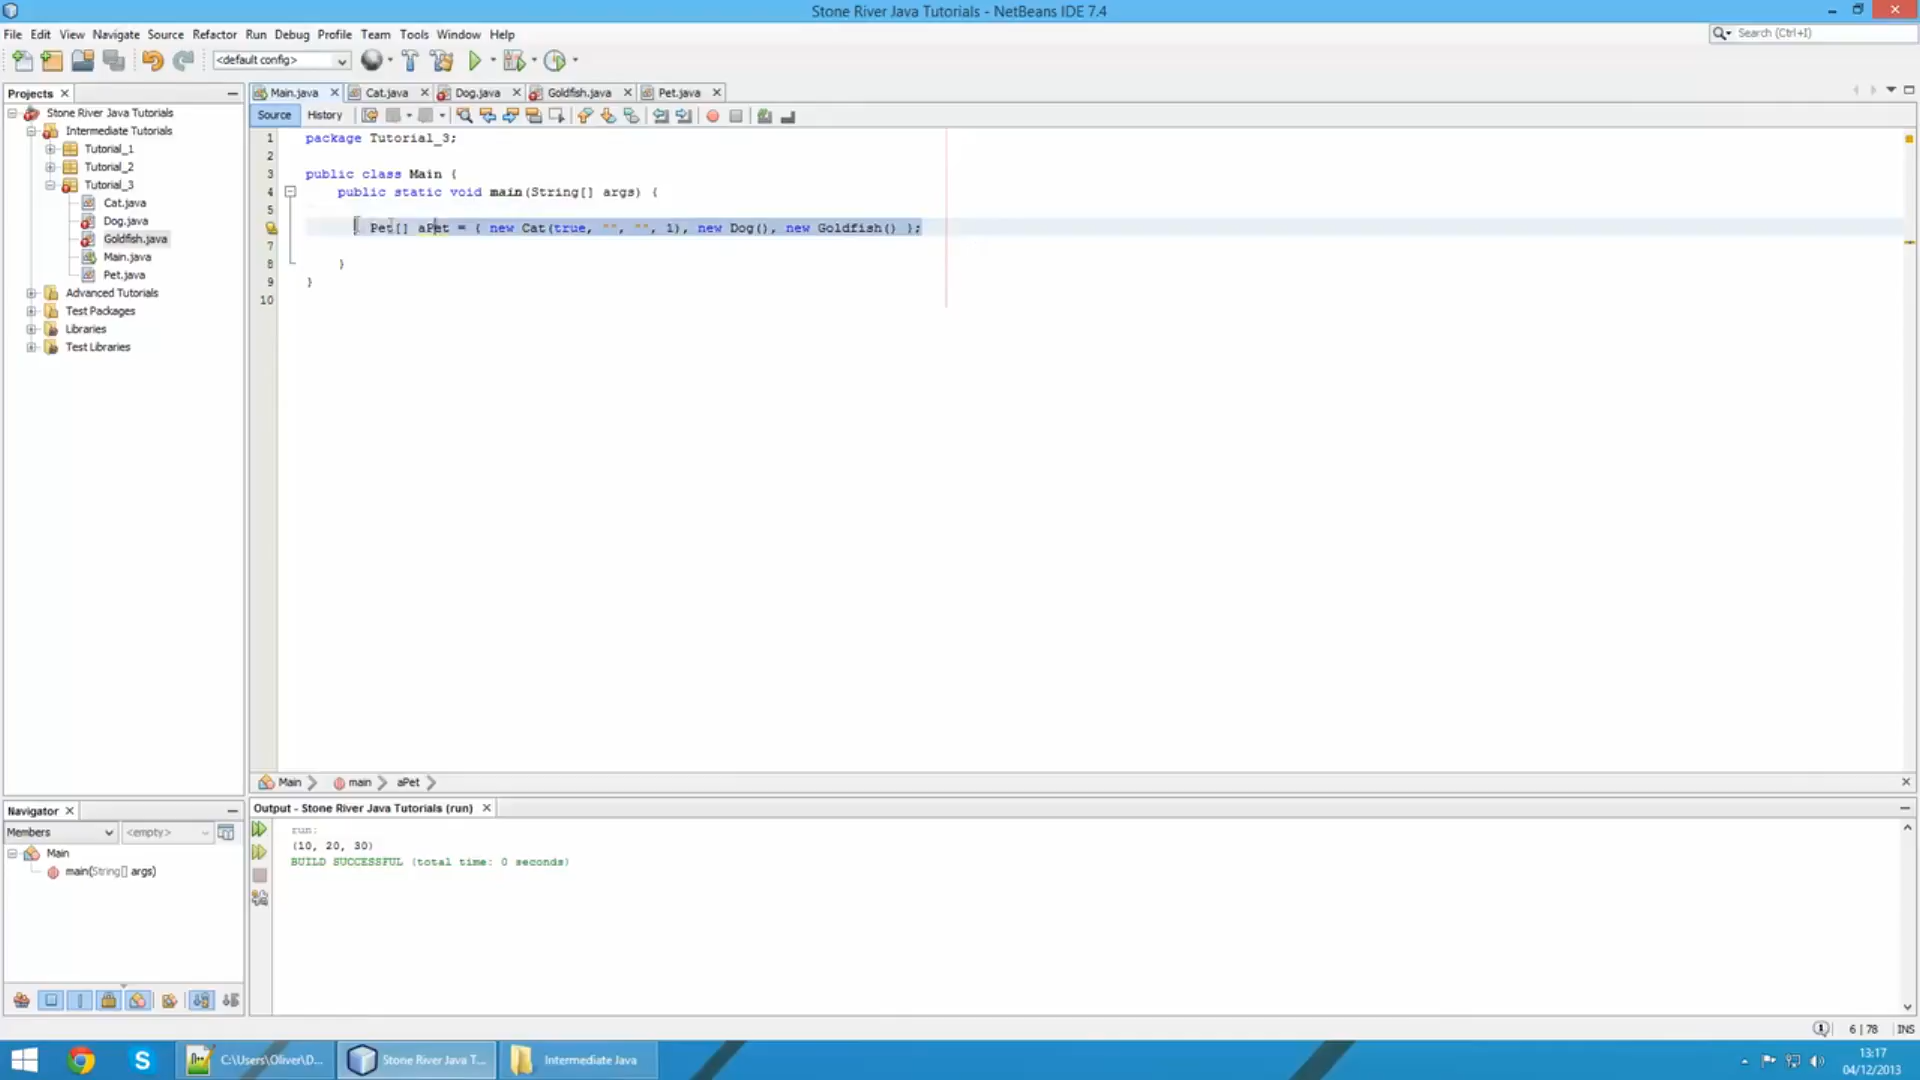 Stone River Java Tutorials - NetBeans IDE 7.4
File Edit View Navigate Source Refactor Run Debug Profile Team Tools Window Help
Search (Ctrl+I)
<default config>
Projects
Main.java Cat.java Dog.java Goldfish.java Pet.java
Source History
Stone River Java Tutorials
Intermediate Tutorials
Tutorial_1
Tutorial_2
Tutorial_3
Cat.java
Dog.java
Goldfish.java
Main.java
Pet.java
Advanced Tutorials
Test Packages
Libraries
Test Libraries
1 package Tutorial_3;
2
3 public class Main {
4 public static void main(String[] args) {
5
Pet[] aPet = { new Cat(true, "", "", 1), new Dog(), new Goldfish() };
7
8 }
9 }
10
Main main aPet
Navigator
Members <empty>
Main
main(String[] args)
Output - Stone River Java Tutorials (run)
run:
(10, 20, 30)
BUILD SUCCESSFUL (total time: 0 seconds)
1 6 | 78 INS
C:\Users\Oliver\D... Stone River Java T... Intermediate Java
13:17
04/12/2013